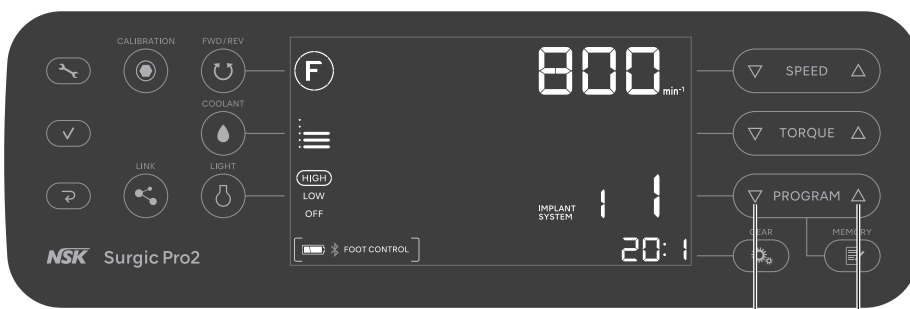 CALIBRATION
FWD/REV
COOLANT
LINK
LIGHT
F
800 min-1
HIGH
LOW
OFF
IMPLANT SYSTEM 1 1
FOOT CONTROL
20:1
SPEED
TORQUE
PROGRAM
GEAR
MEMORY
NSK Surgic Pro2